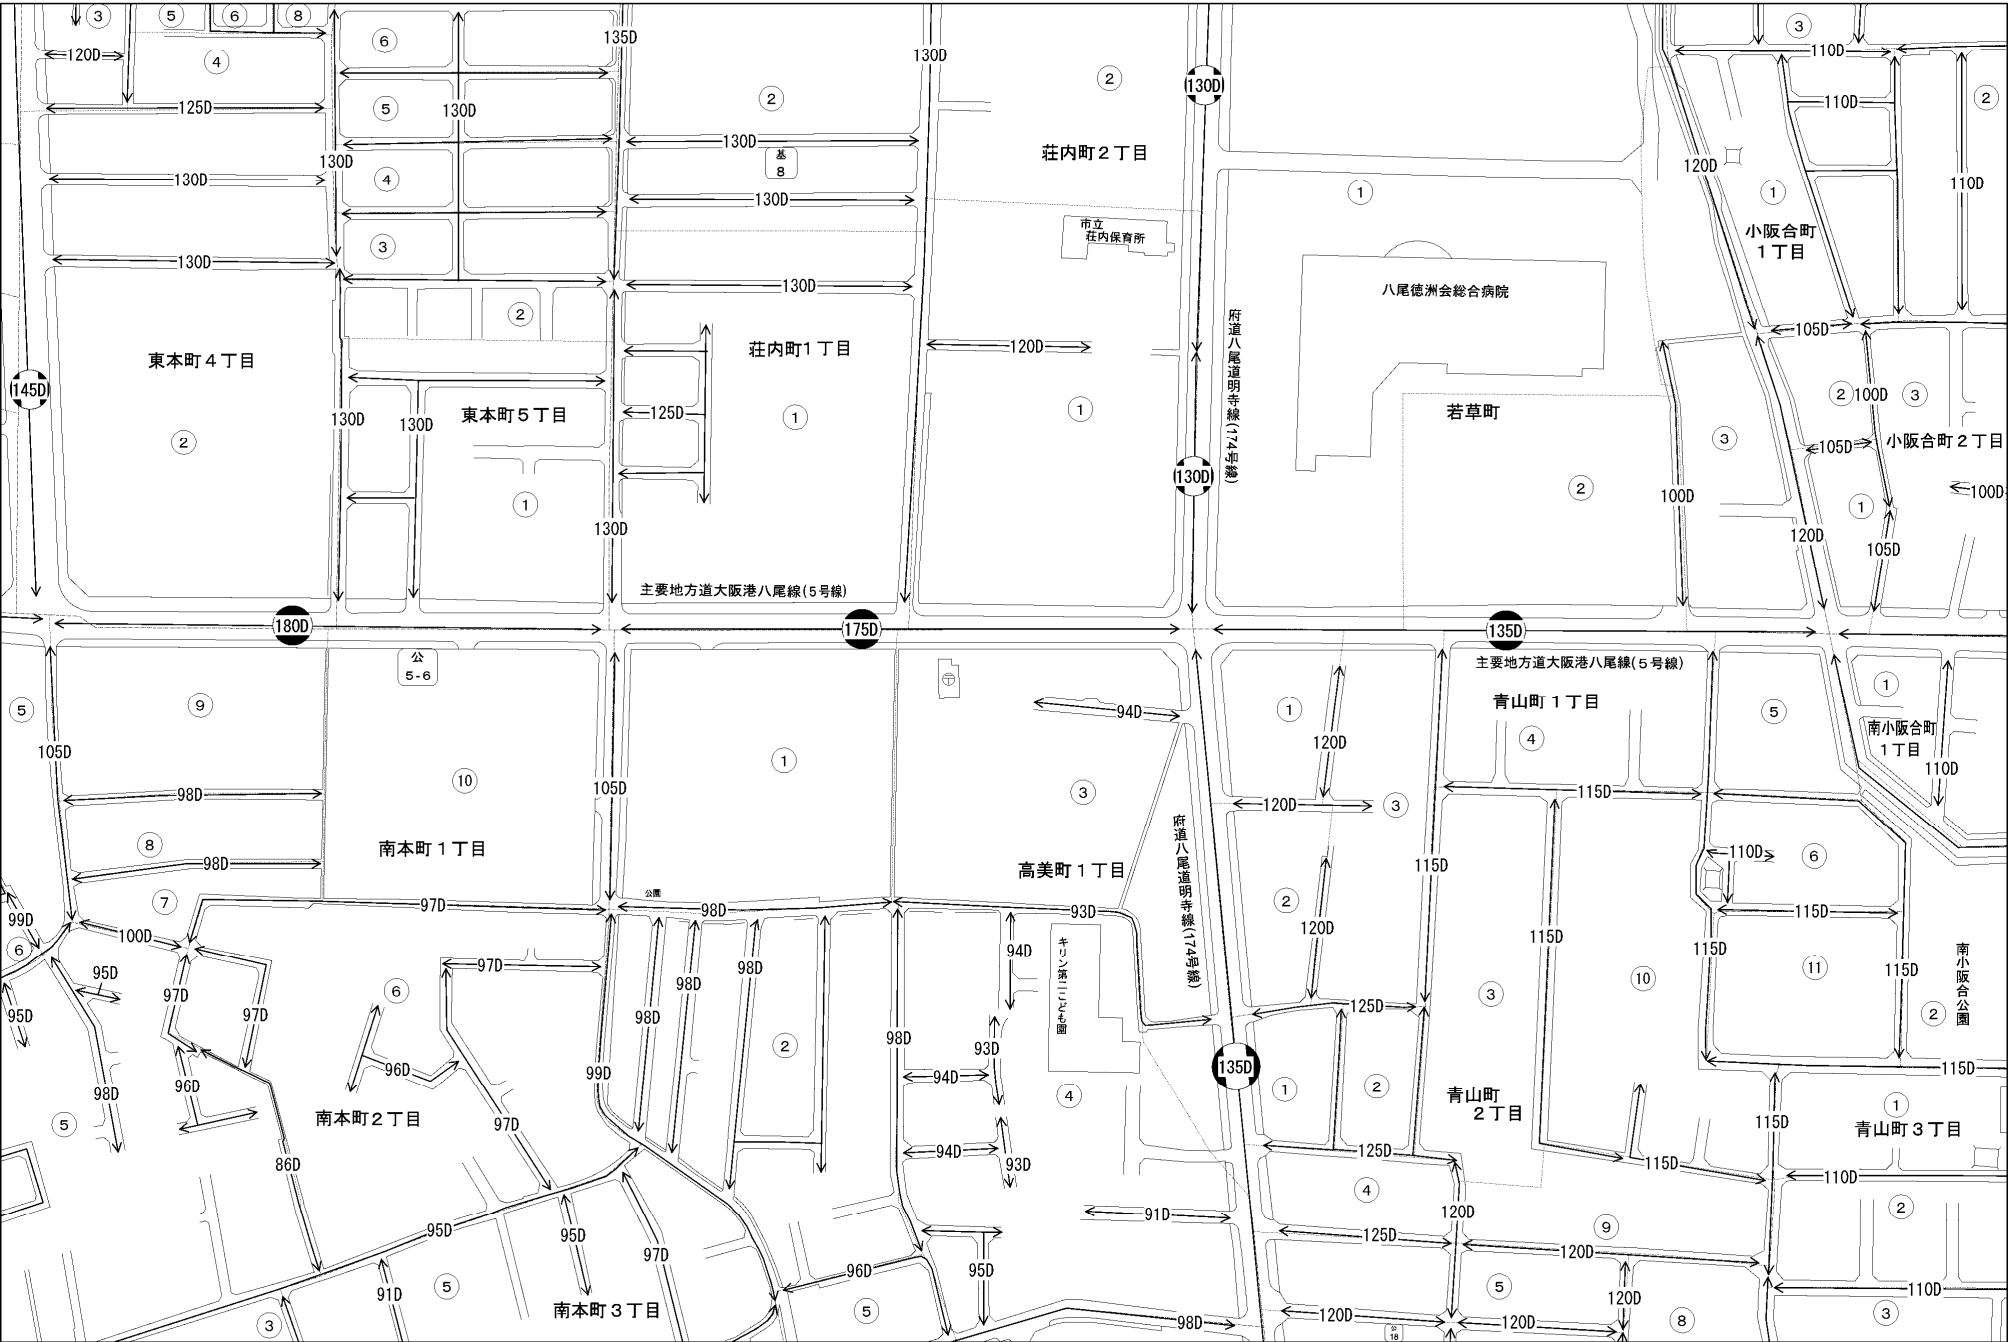 ③
⑤
⑥
⑧
⑥
135D
130D
130D
②
③
110D
120D
④
125D
⑤
130D
②
②
110D
130D
130D
④
130D
基
8
荘内町2丁目
①
120D
①
110D
130D
130D
市立
荘内保育所
小阪合町
1丁目
130D
③
130D
八尾徳洲会総合病院
②
東本町4丁目
荘内町1丁目
120D
府道八尾道明寺線(174号線)
105D
145D
130D
130D
東本町5丁目
125D
①
①
若草町
②
100D
③
②
③
105D
小阪合町2丁目
130D
①
②
100D
①
100D
130D
120D
105D
主要地方道大阪港八尾線(5号線)
180D
175D
135D
公
5-6
主要地方道大阪港八尾線(5号線)
⑤
⑨
94D
①
青山町1丁目
⑤
①
105D
120D
④
南小阪合町
1丁目
⑩
①
③
110D
98D
105D
120D
③
115D
⑧
南本町1丁目
府道八尾道明寺線(174号線)
98D
高美町1丁目
115D
110D
⑥
⑦
97D
公園
98D
93D
②
115D
99D
100D
120D
115D
115D
⑥
95D
97D
97D
98D
98D
94D
キリン第二こども園
⑩
⑪
115D
南小阪合公園
95D
97D
⑥
98D
125D
③
②
98D
96D
96D
99D
②
98D
93D
94D
135D
①
②
115D
⑤
南本町2丁目
97D
④
青山町
2丁目
①
115D
青山町3丁目
86D
94D
93D
125D
115D
110D
④
95D
95D
97D
91D
120D
⑨
②
125D
120D
91D
⑤
96D
95D
⑤
120D
110D
③
南本町3丁目
⑤
98D
120D
公
18
120D
⑧
③